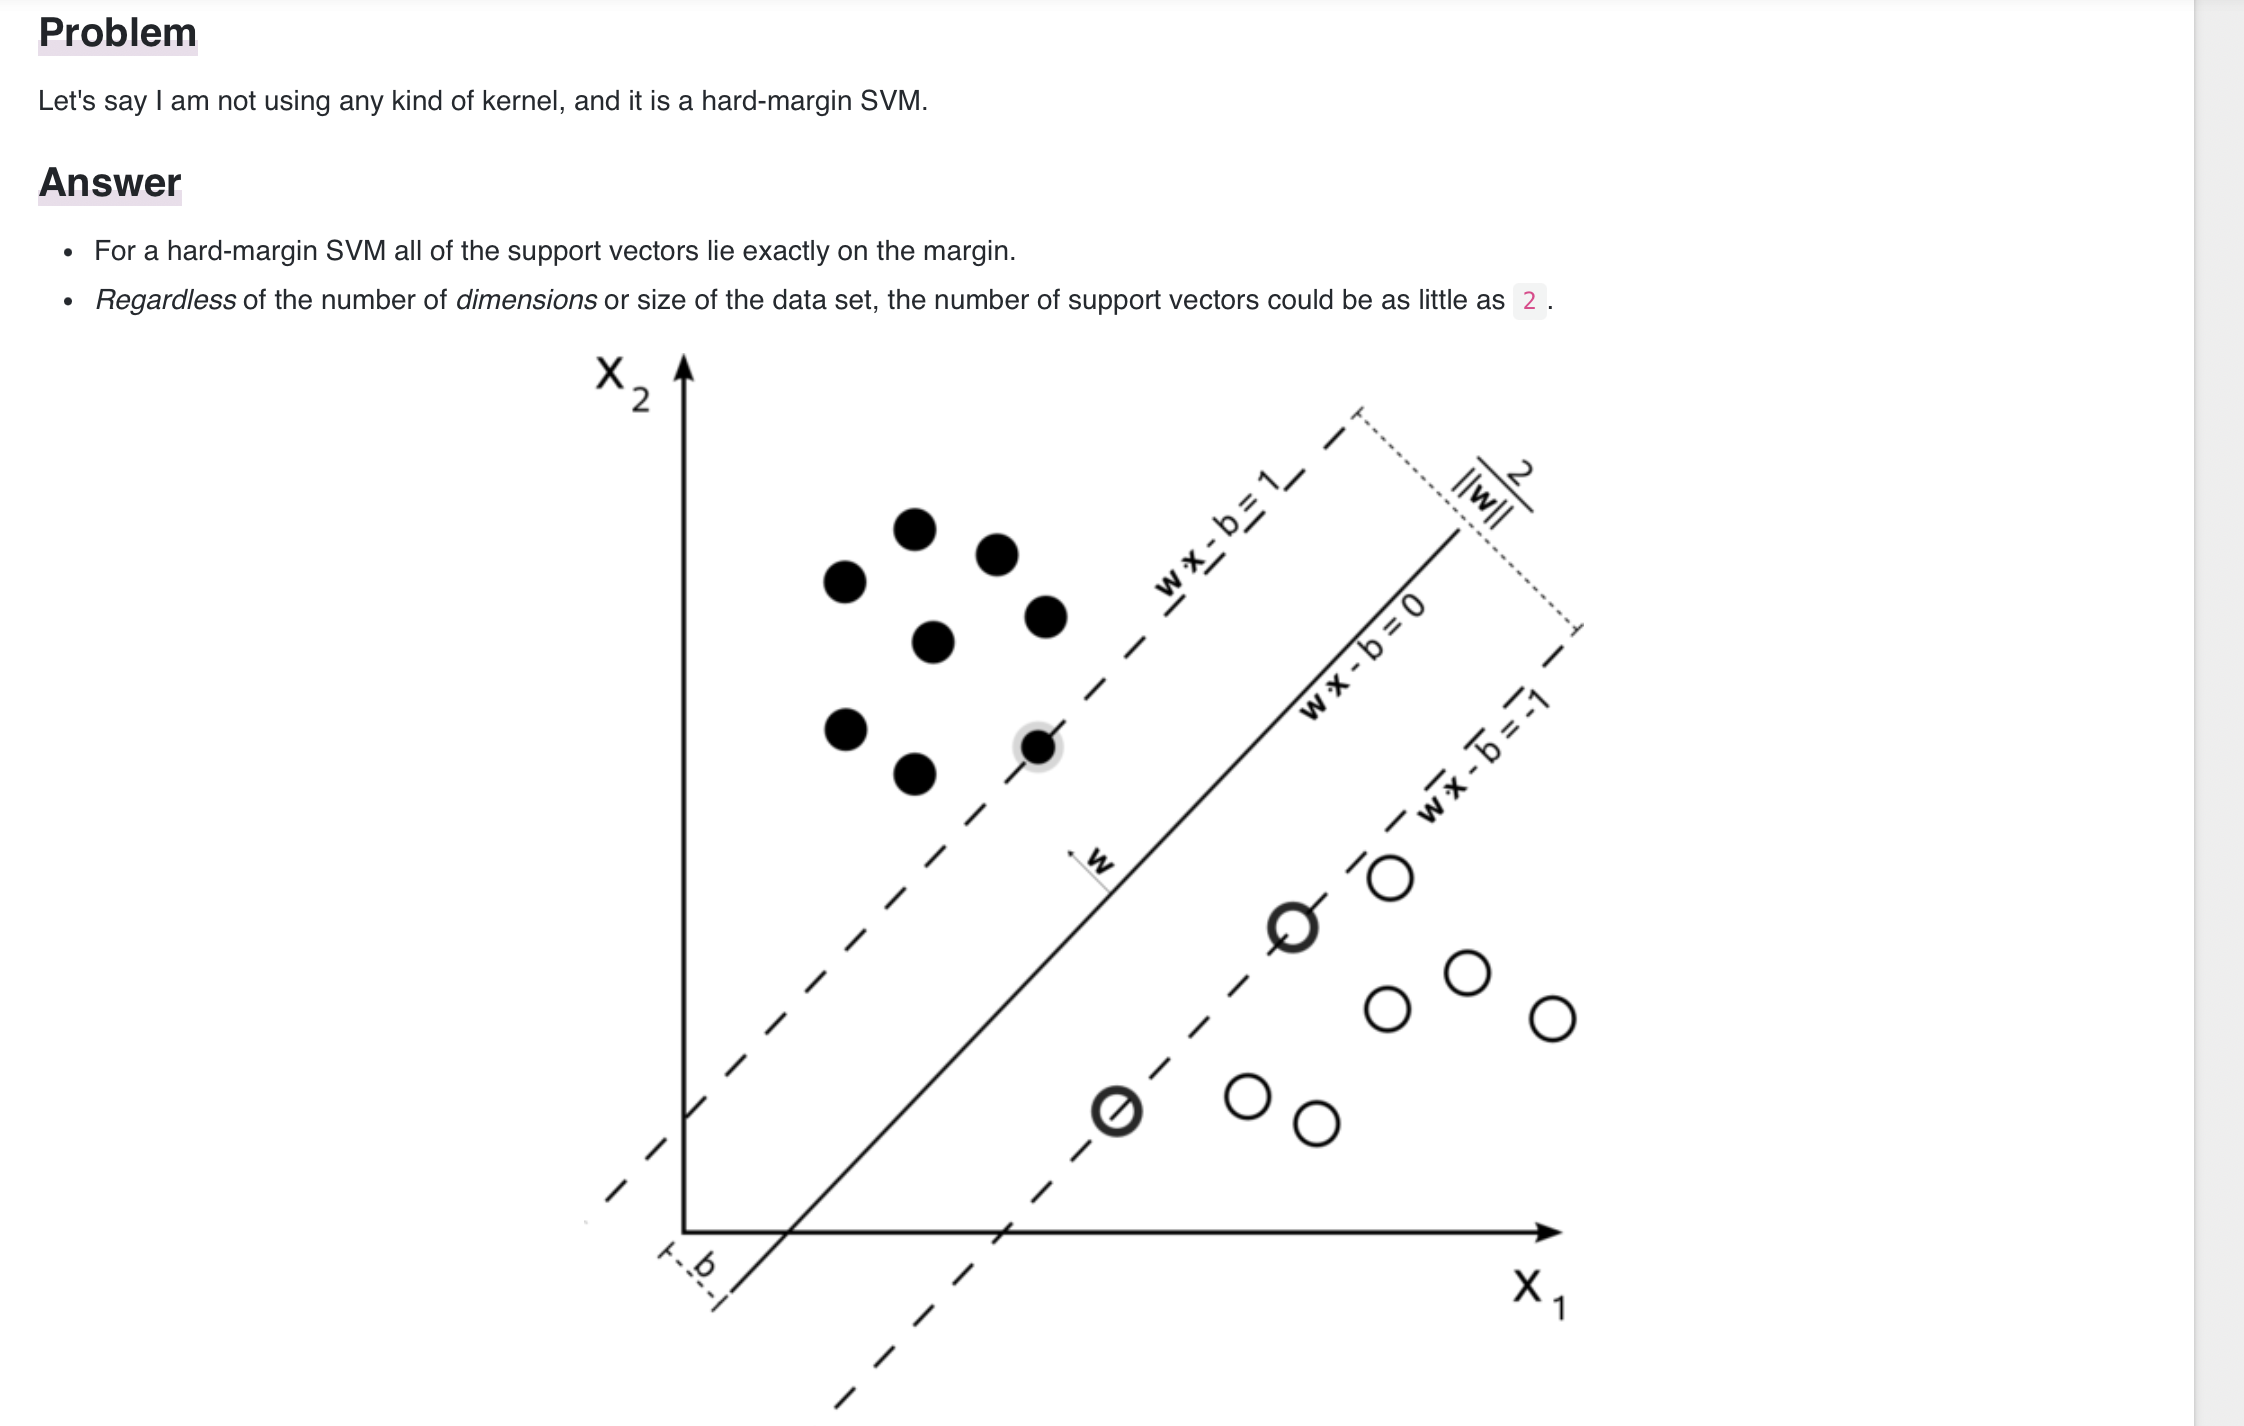 Problem
Let's say I am not using any kind of kernel, and it is a hard-margin SVM.
Answer
For a hard-margin SVM all of the support vectors lie exactly on the margin.
Regardless of the number of dimensions or size of the data set, the number of support vectors could be as little as 2.
X2
w·x - b = 1
2
||w||
w·x - b = 0
w·x - b = -1
w
b
X1